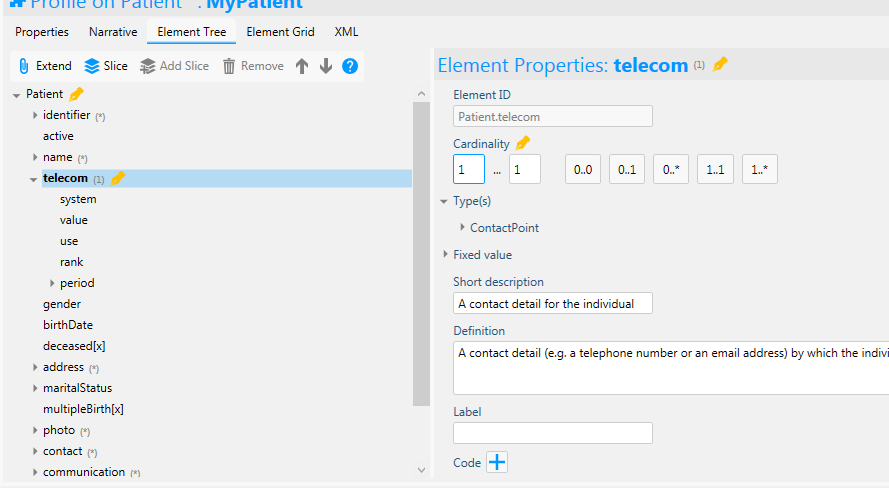 Profile on Patient : MyPatient
Properties Narrative Element Tree Element Grid XML
Extend Slice Add Slice Remove ?
Patient
identifier (*)
active
name (*)
telecom (1)
system
value
use
rank
period
gender
birthDate
deceased[x]
address (*)
maritalStatus
multipleBirth[x]
photo (*)
contact (*)
communication (*)
Element Properties: telecom (1)
Element ID
Patient.telecom
Cardinality
1 ... 1 0..0 0..1 0..* 1..1 1..*
Type(s)
ContactPoint
Fixed value
Short description
A contact detail for the individual
Definition
A contact detail (e.g. a telephone number or an email address) by which the indivi
Label
Code